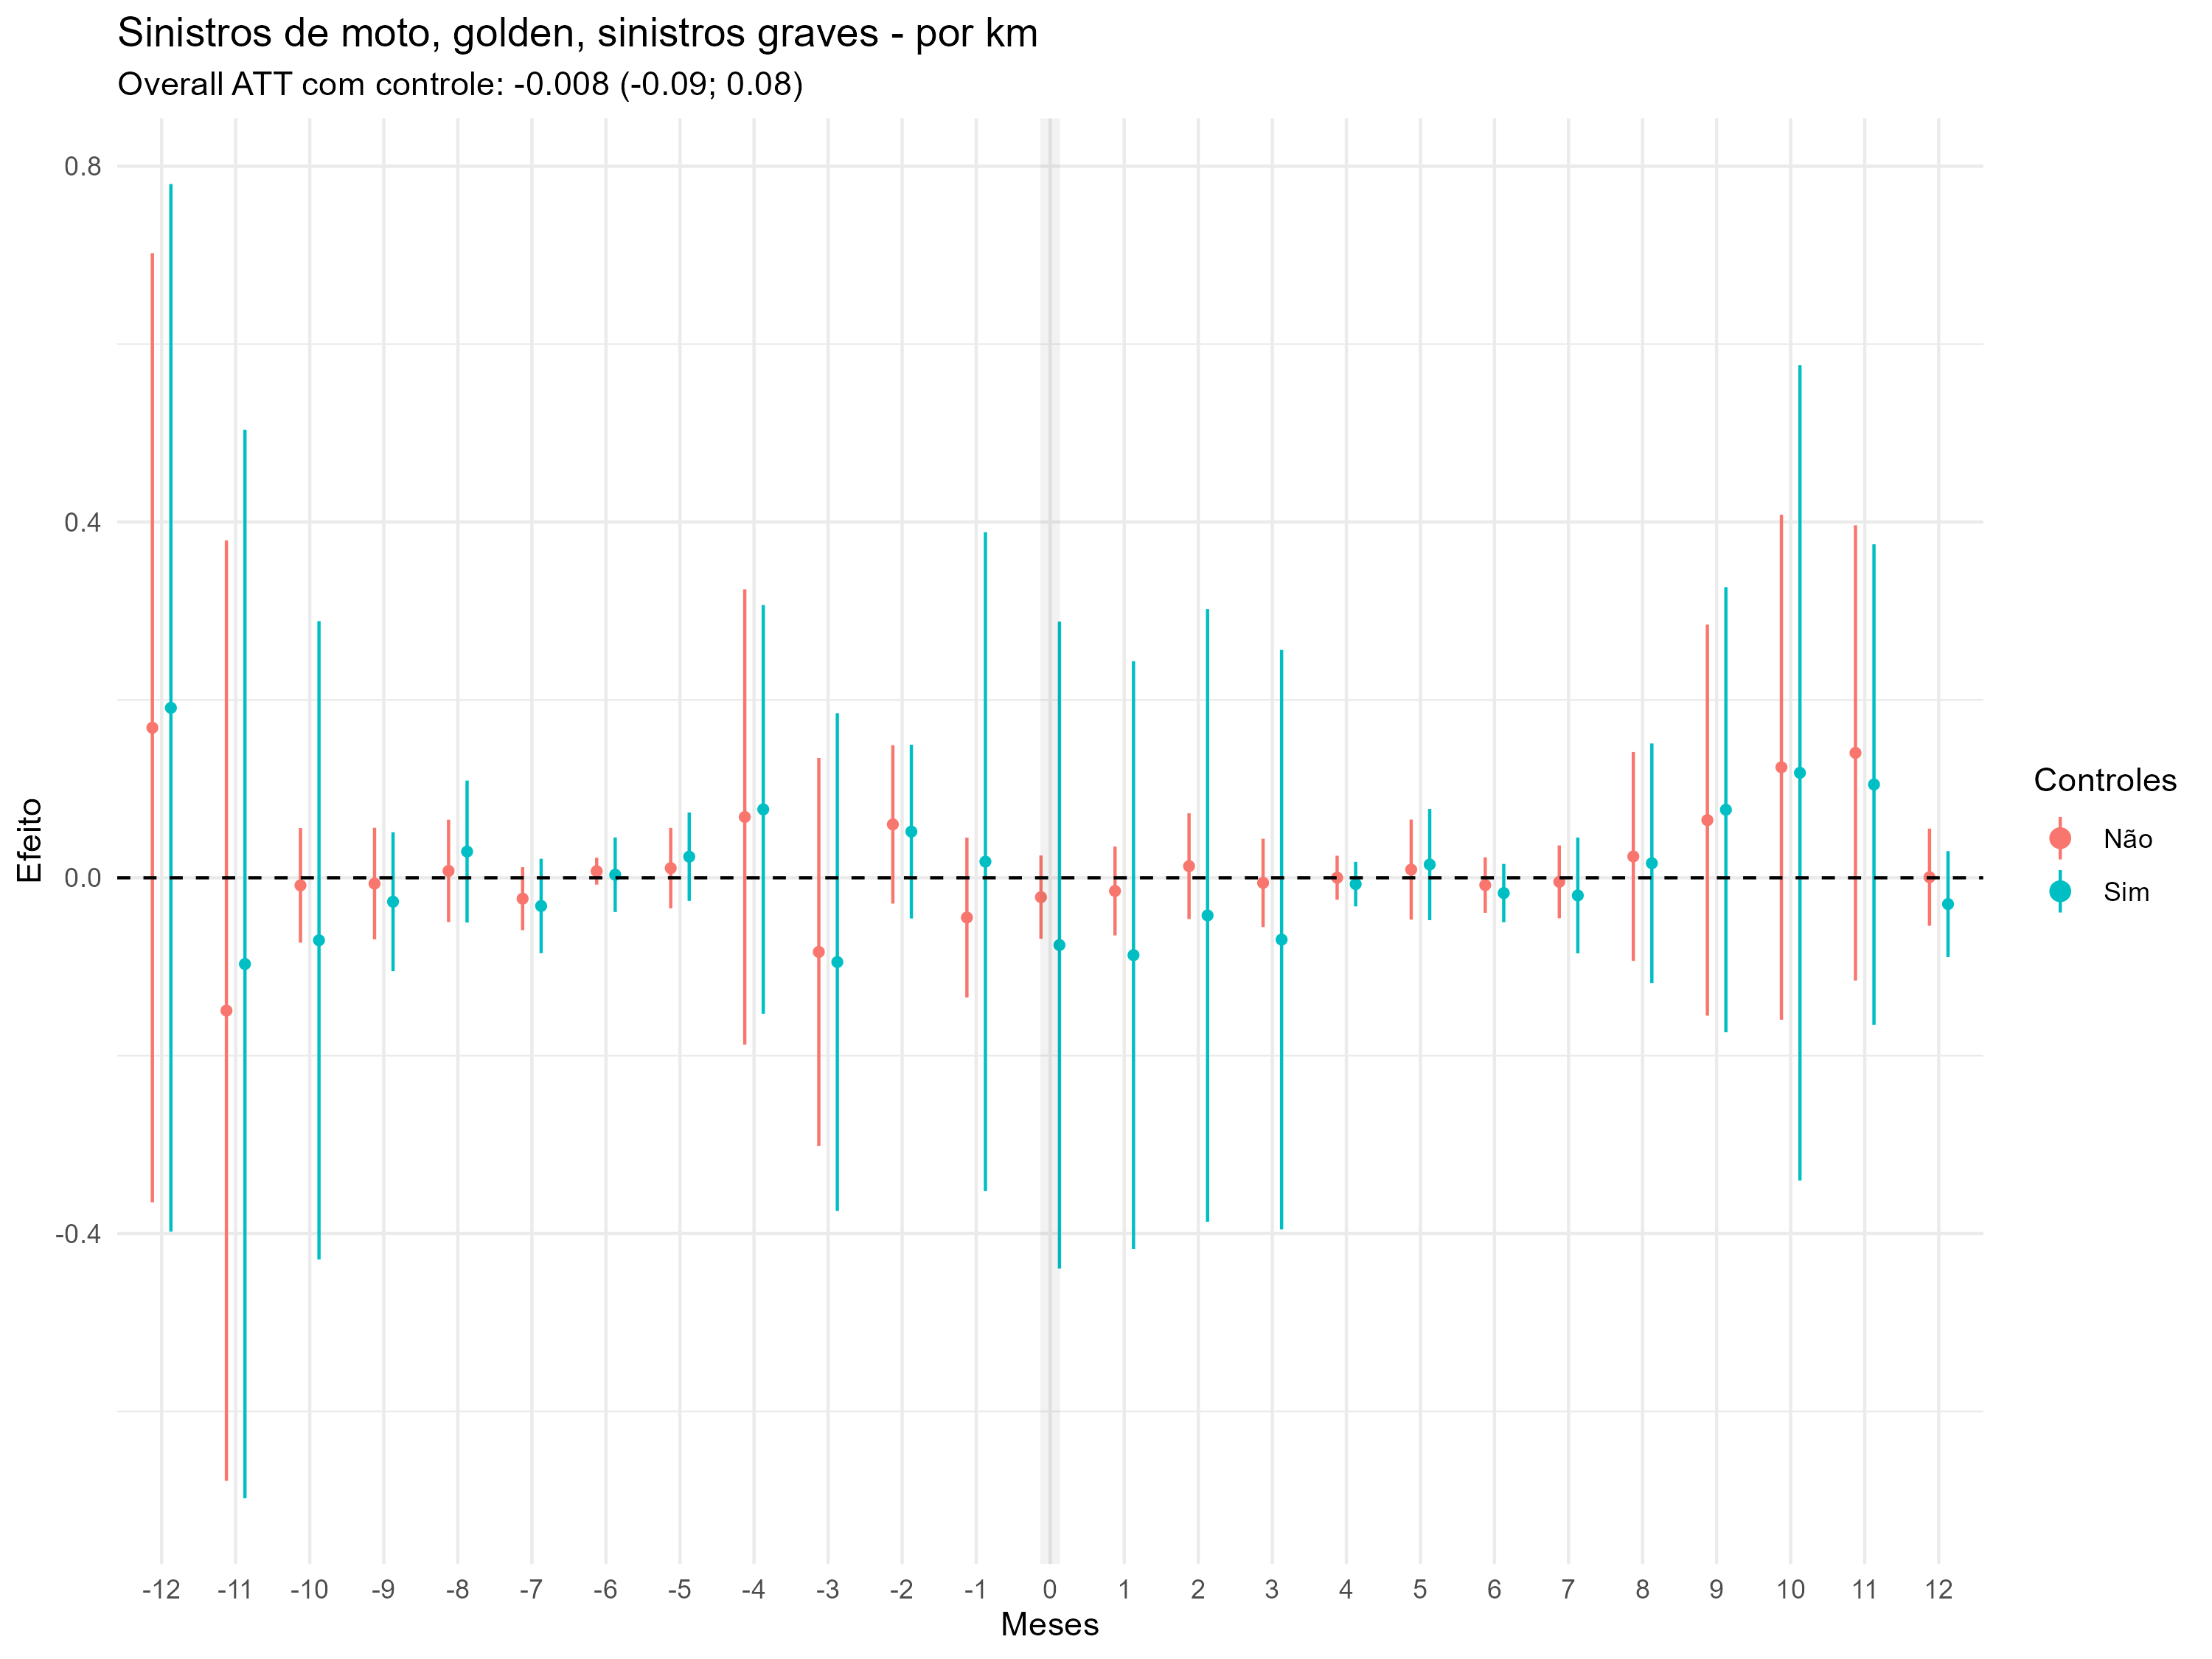 Sinistros de moto, golden, sinistros graves - por km
Overall ATT com controle: -0.008 (-0.09; 0.08)
0.8
0.4
0.0
-0.4
Efeito
-12 -11 -10 -9 -8 -7 -6 -5 -4 -3 -2 -1 0 1 2 3 4 5 6 7 8 9 10 11 12
Meses
Controles
Não
Sim